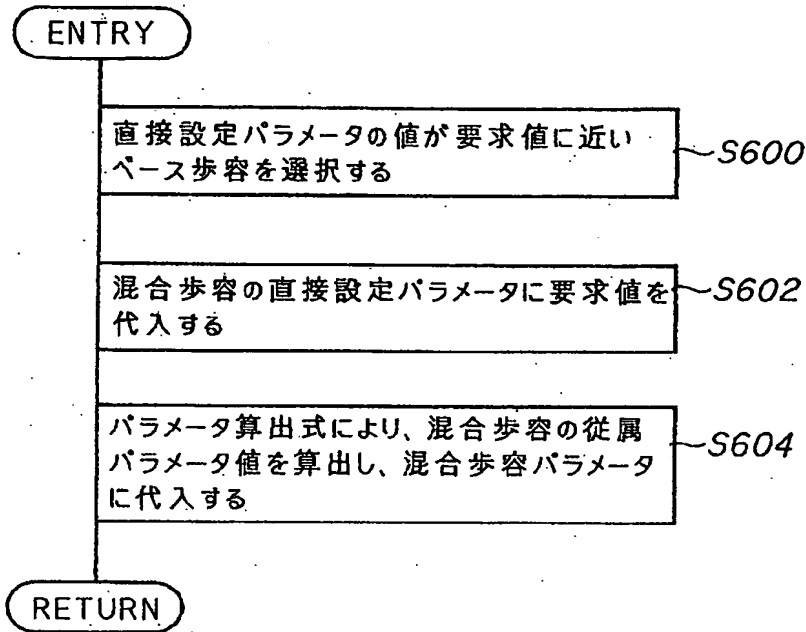 ENTRY
直接設定パラメータの値が要求値に近い
ベース歩容を選択する
S600
混合歩容の直接設定パラメータに要求値を
代入する
S602
パラメータ算出式により、混合歩容の従属
パラメータ値を算出し、混合歩容パラメータ
に代入する
S604
RETURN